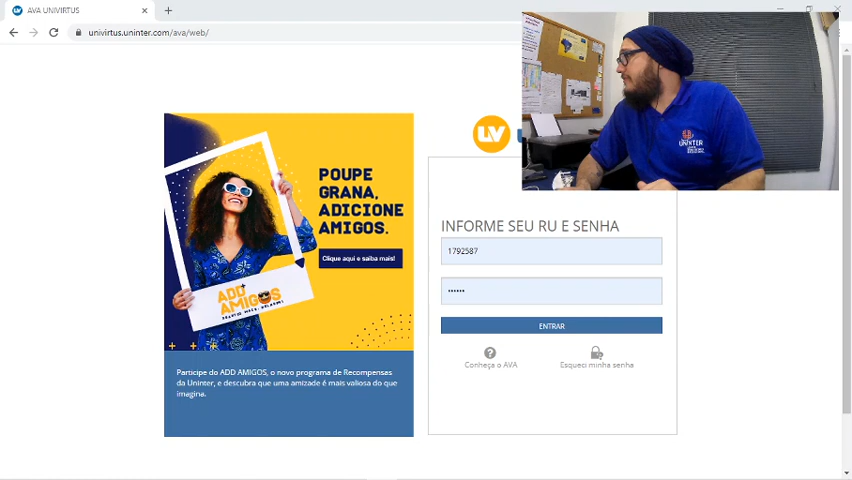 AVA UNIVIRTUS
univirtus.uninter.com/ava/web/
UNINTER
POUPE
GRANA,
ADICIONE
AMIGOS.
Clique aqui e saiba mais!
ADD
AMIGOS
Participe do ADD AMIGOS, o novo programa de Recompensas
da Uninter, e descubra que uma amizade é mais valiosa do que
imagina.
UV
INFORME SEU RU E SENHA
1792587
••••••
ENTRAR
Conheça o AVA
Esqueci minha senha